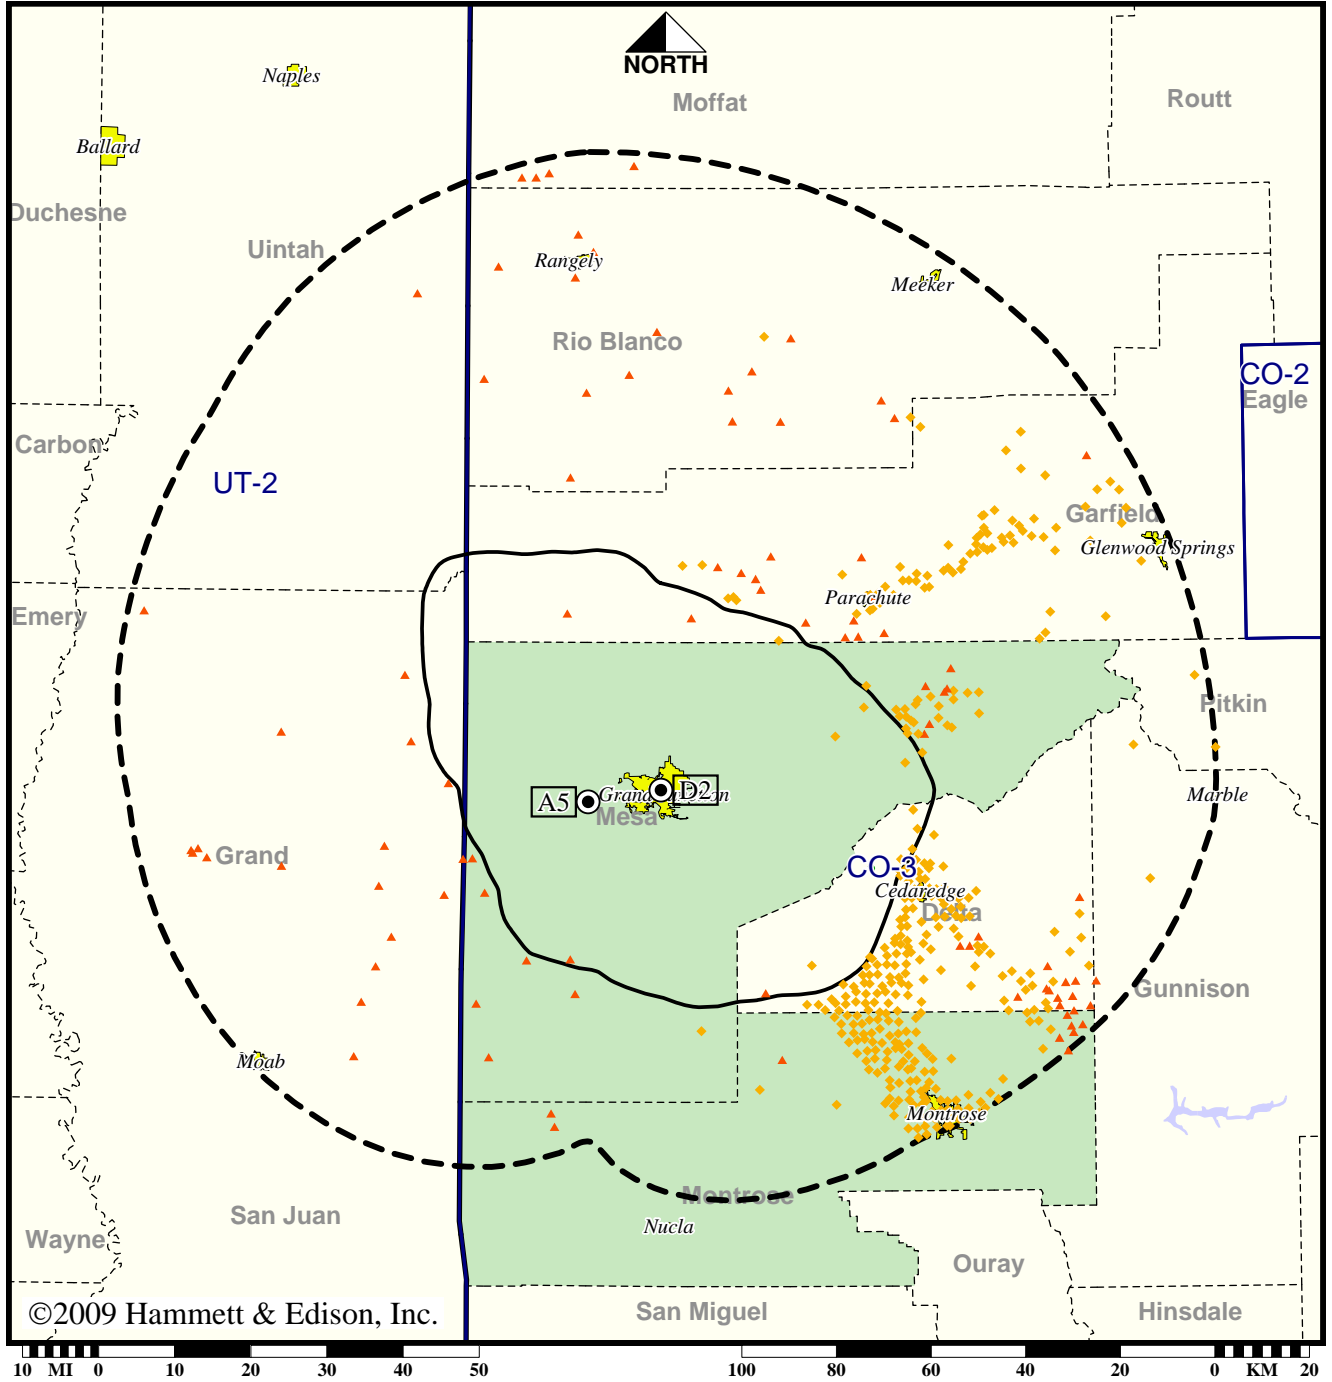 NORTH
Naples
Moffat
Routt
Ballard
Duchesne
Uintah
Rangely
Meeker
Rio Blanco
CO-2
Eagle
Carbon
UT-2
Garfield
Glenwood Springs
Parachute
Emery
Pitkin
A5
D2
Mesa
Marble
Grand
CO-3
Cedaredge
Delta
Gunnison
Moab
Montrose
Montrose
San Juan
Nucla
Wayne
Ouray
©2009 Hammett & Edison, Inc.
San Miguel
Hinsdale
10 MI 0 10 20 30 40 50 100 80 60 40 20 0 KM 20